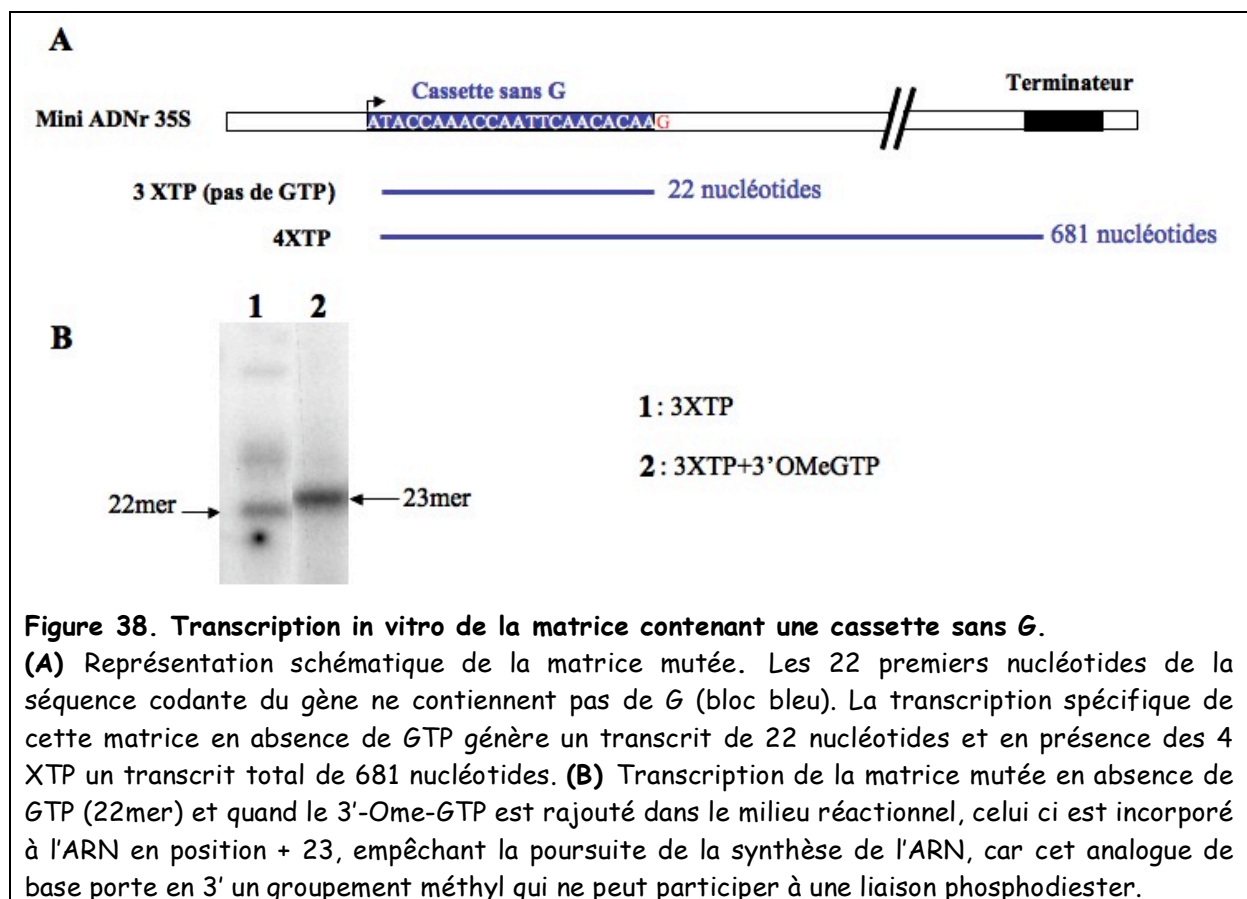 A
Cassette sans G
Terminateur
Mini ADNr 35S
ATACCAAACCAATTCAACACAAG
3 XTP (pas de GTP)
22 nucléotides
4XTP
681 nucléotides
1 2
B
1: 3XTP
2: 3XTP+3'OMeGTP
22mer
23mer
Figure 38. Transcription in vitro de la matrice contenant une cassette sans G.
(A) Représentation schématique de la matrice mutée. Les 22 premiers nucléotides de la
séquence codante du gène ne contiennent pas de G (bloc bleu). La transcription spécifique de
cette matrice en absence de GTP génère un transcrit de 22 nucléotides et en présence des 4
XTP un transcrit total de 681 nucléotides. (B) Transcription de la matrice mutée en absence de
GTP (22mer) et quand le 3'-Ome-GTP est rajouté dans le milieu réactionnel, celui ci est incorporé
à l'ARN en position + 23, empêchant la poursuite de la synthèse de l'ARN, car cet analogue de
base porte en 3' un groupement méthyl qui ne peut participer à une liaison phosphodiester.